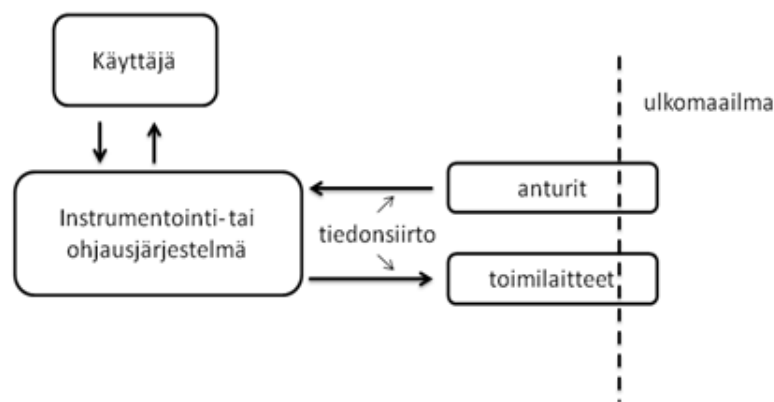 Käyttäjä
ulkomaailma
anturit
Instrumentointi- tai
ohjausjärjestelmä
tiedonsiirto
toimilaitteet